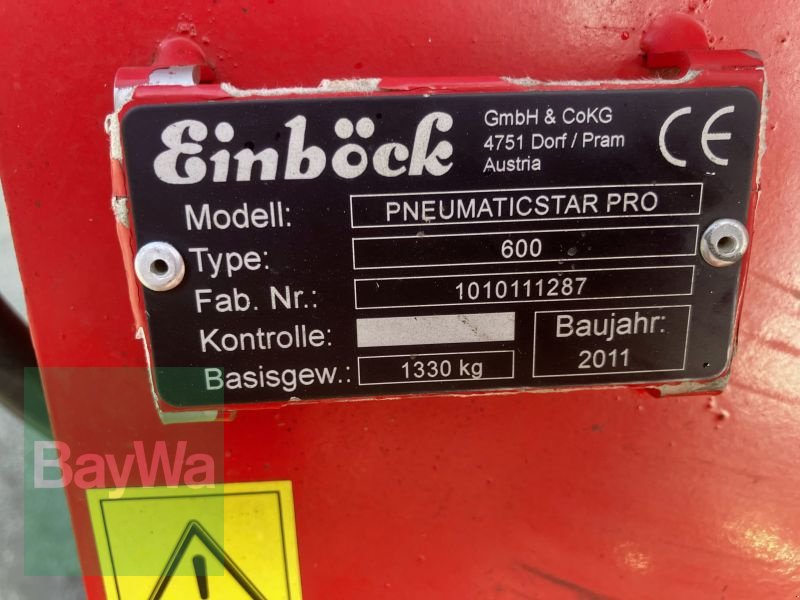 Einböck
GmbH & CoKG
4751 Dorf / Pram
Austria
CE
Modell: PNEUMATICSTAR PRO
Type: 600
Fab. Nr.: 1010111287
Kontrolle:
Baujahr:
2011
Basisgew.: 1330 kg
BayWa